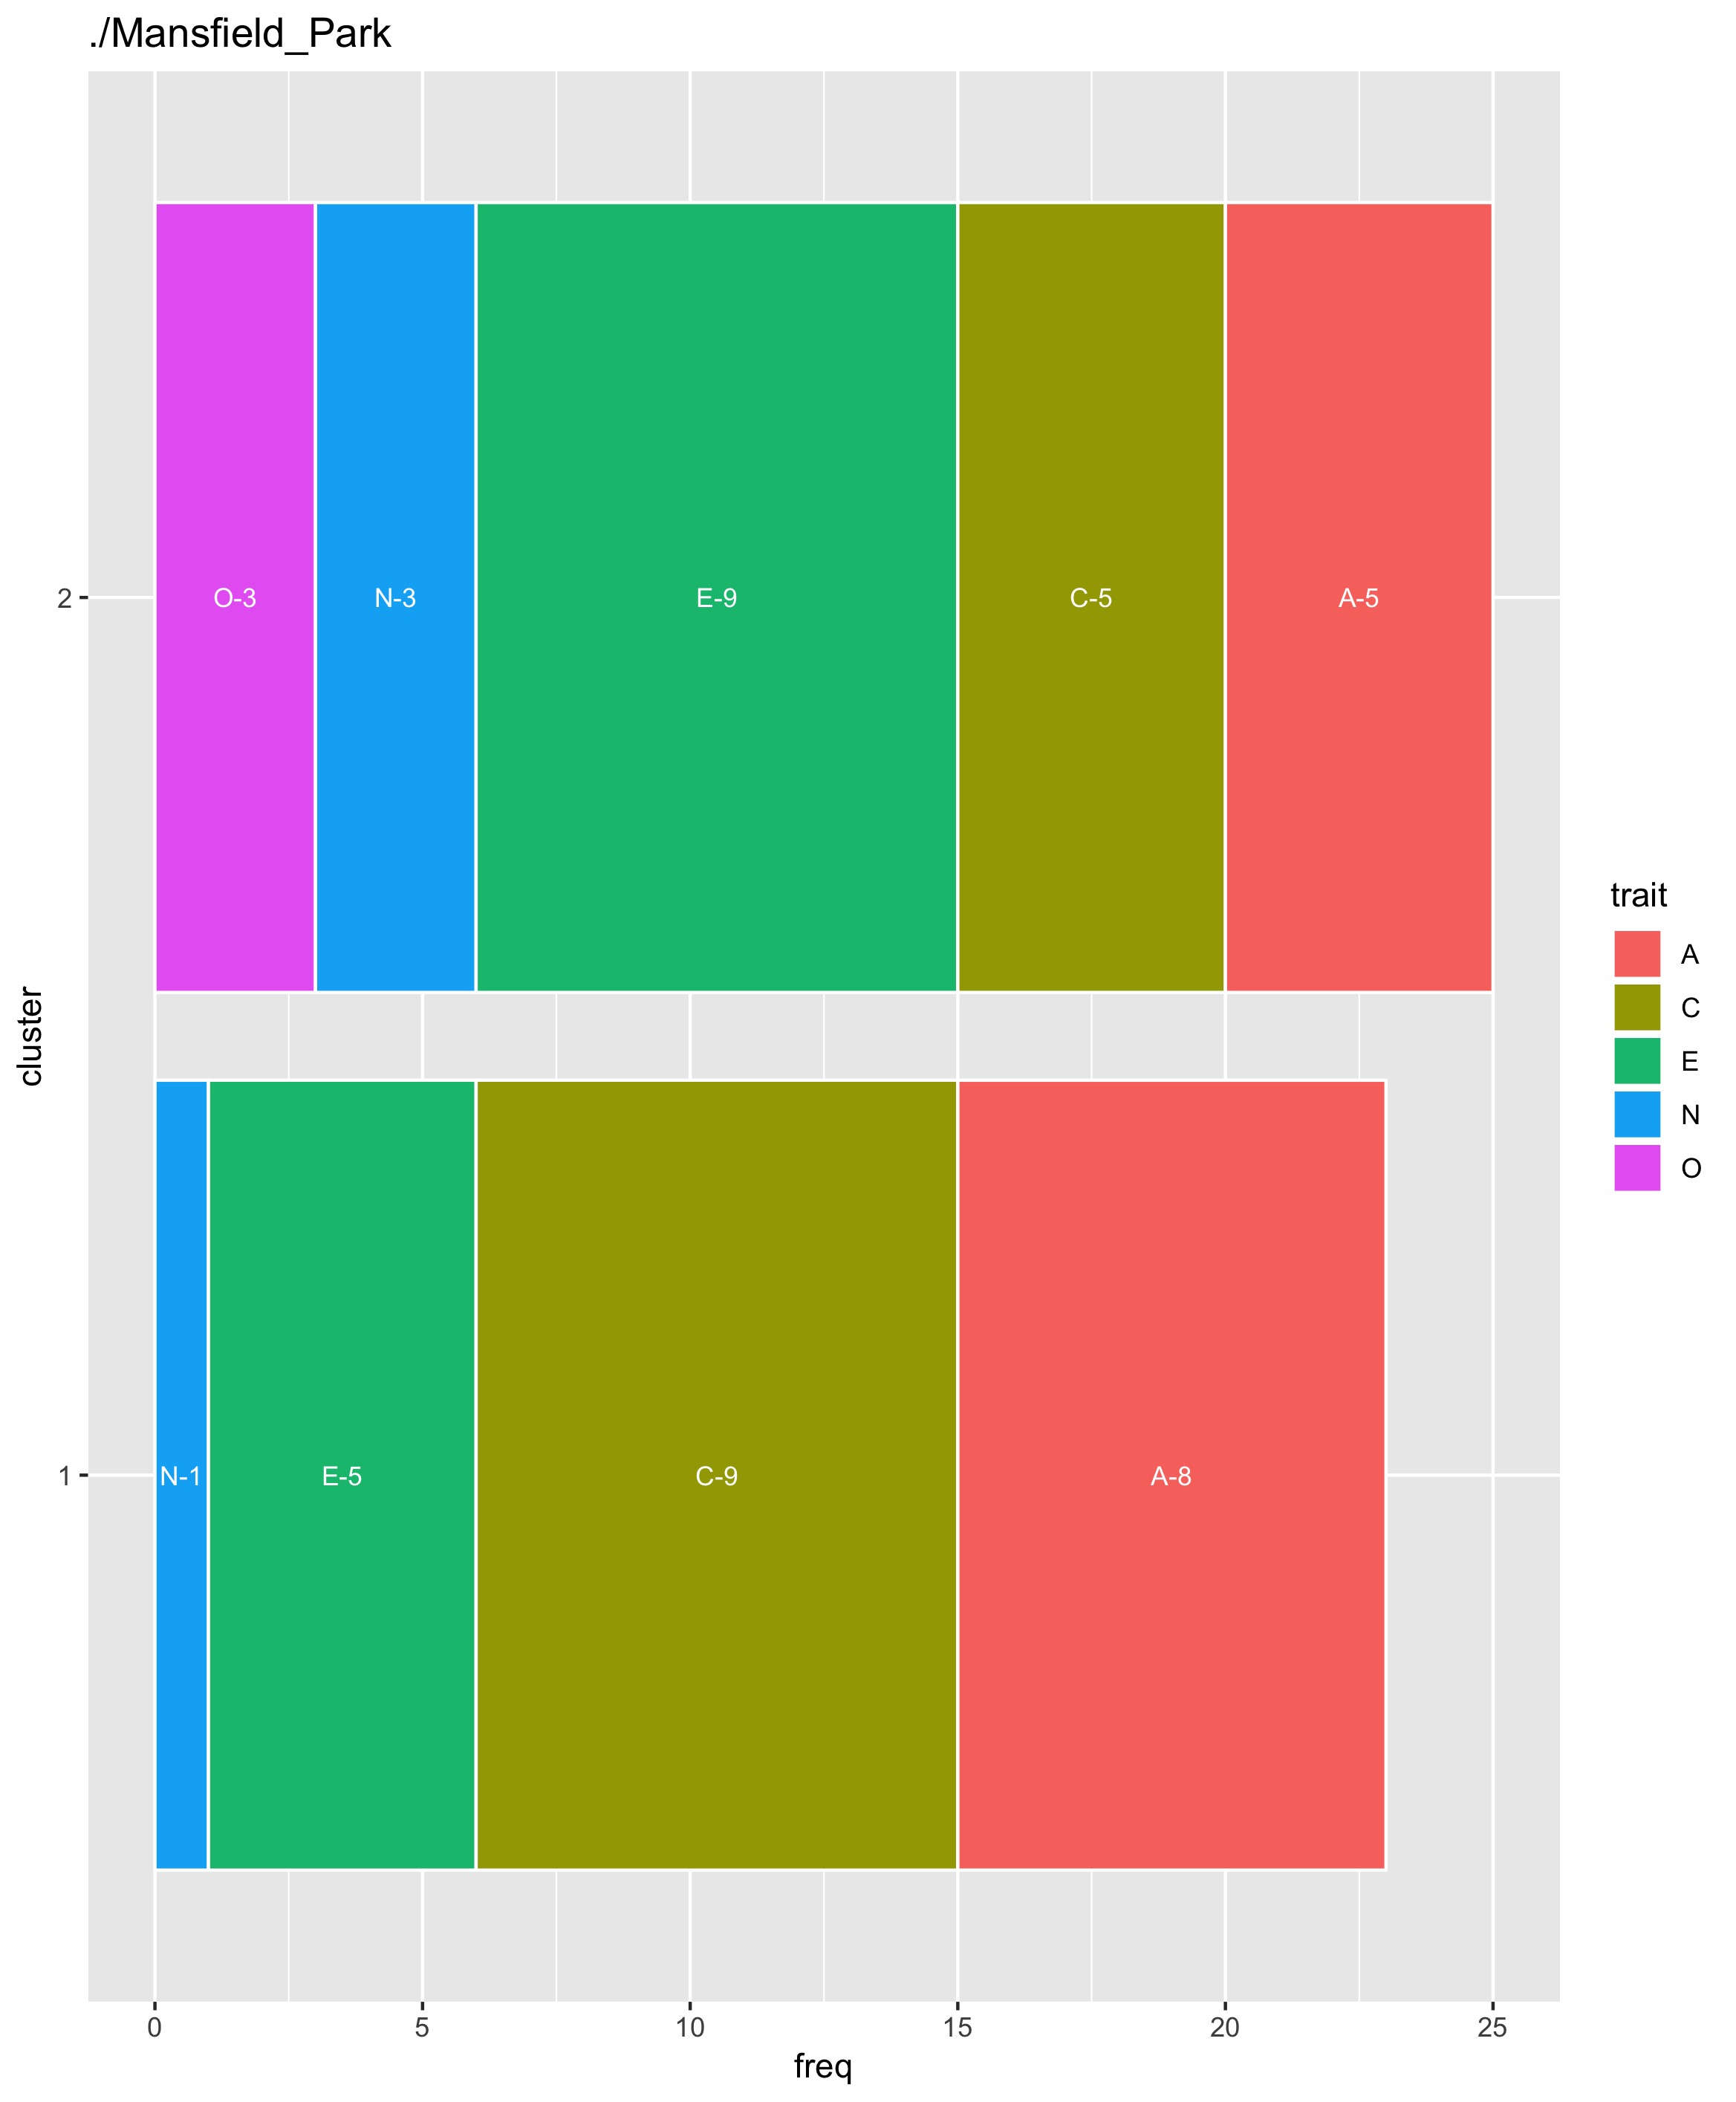 ./Mansfield_Park
cluster
2
O-3 N-3 E-9 C-5 A-5
1
N-1 E-5 C-9 A-8
0 5 10 15 20 25
freq
trait
A
C
E
N
O